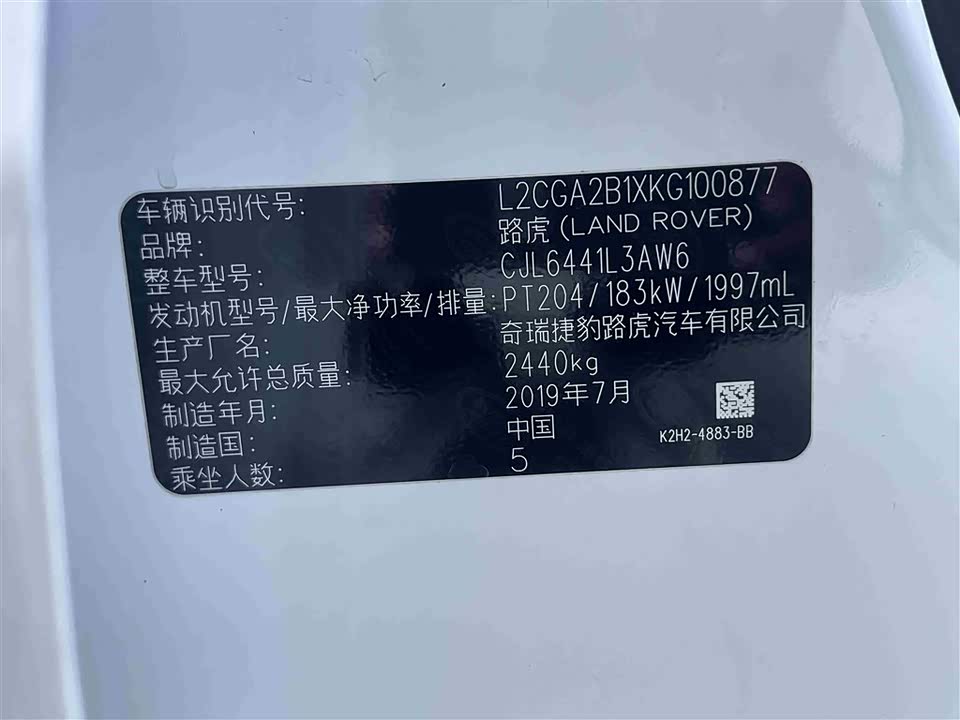 车辆识别代号: L2CGA2B1XKG100877
品牌: 路虎(LAND ROVER)
整车型号: CJL6441L3AW6
发动机型号/最大净功率/排量: PT204/183kW/1997mL
生产厂名: 奇瑞捷豹路虎汽车有限公司
最大允许总质量: 2440kg
制造年月: 2019年7月
制造国: 中国
乘坐人数: 5
K2H2-4883-BB